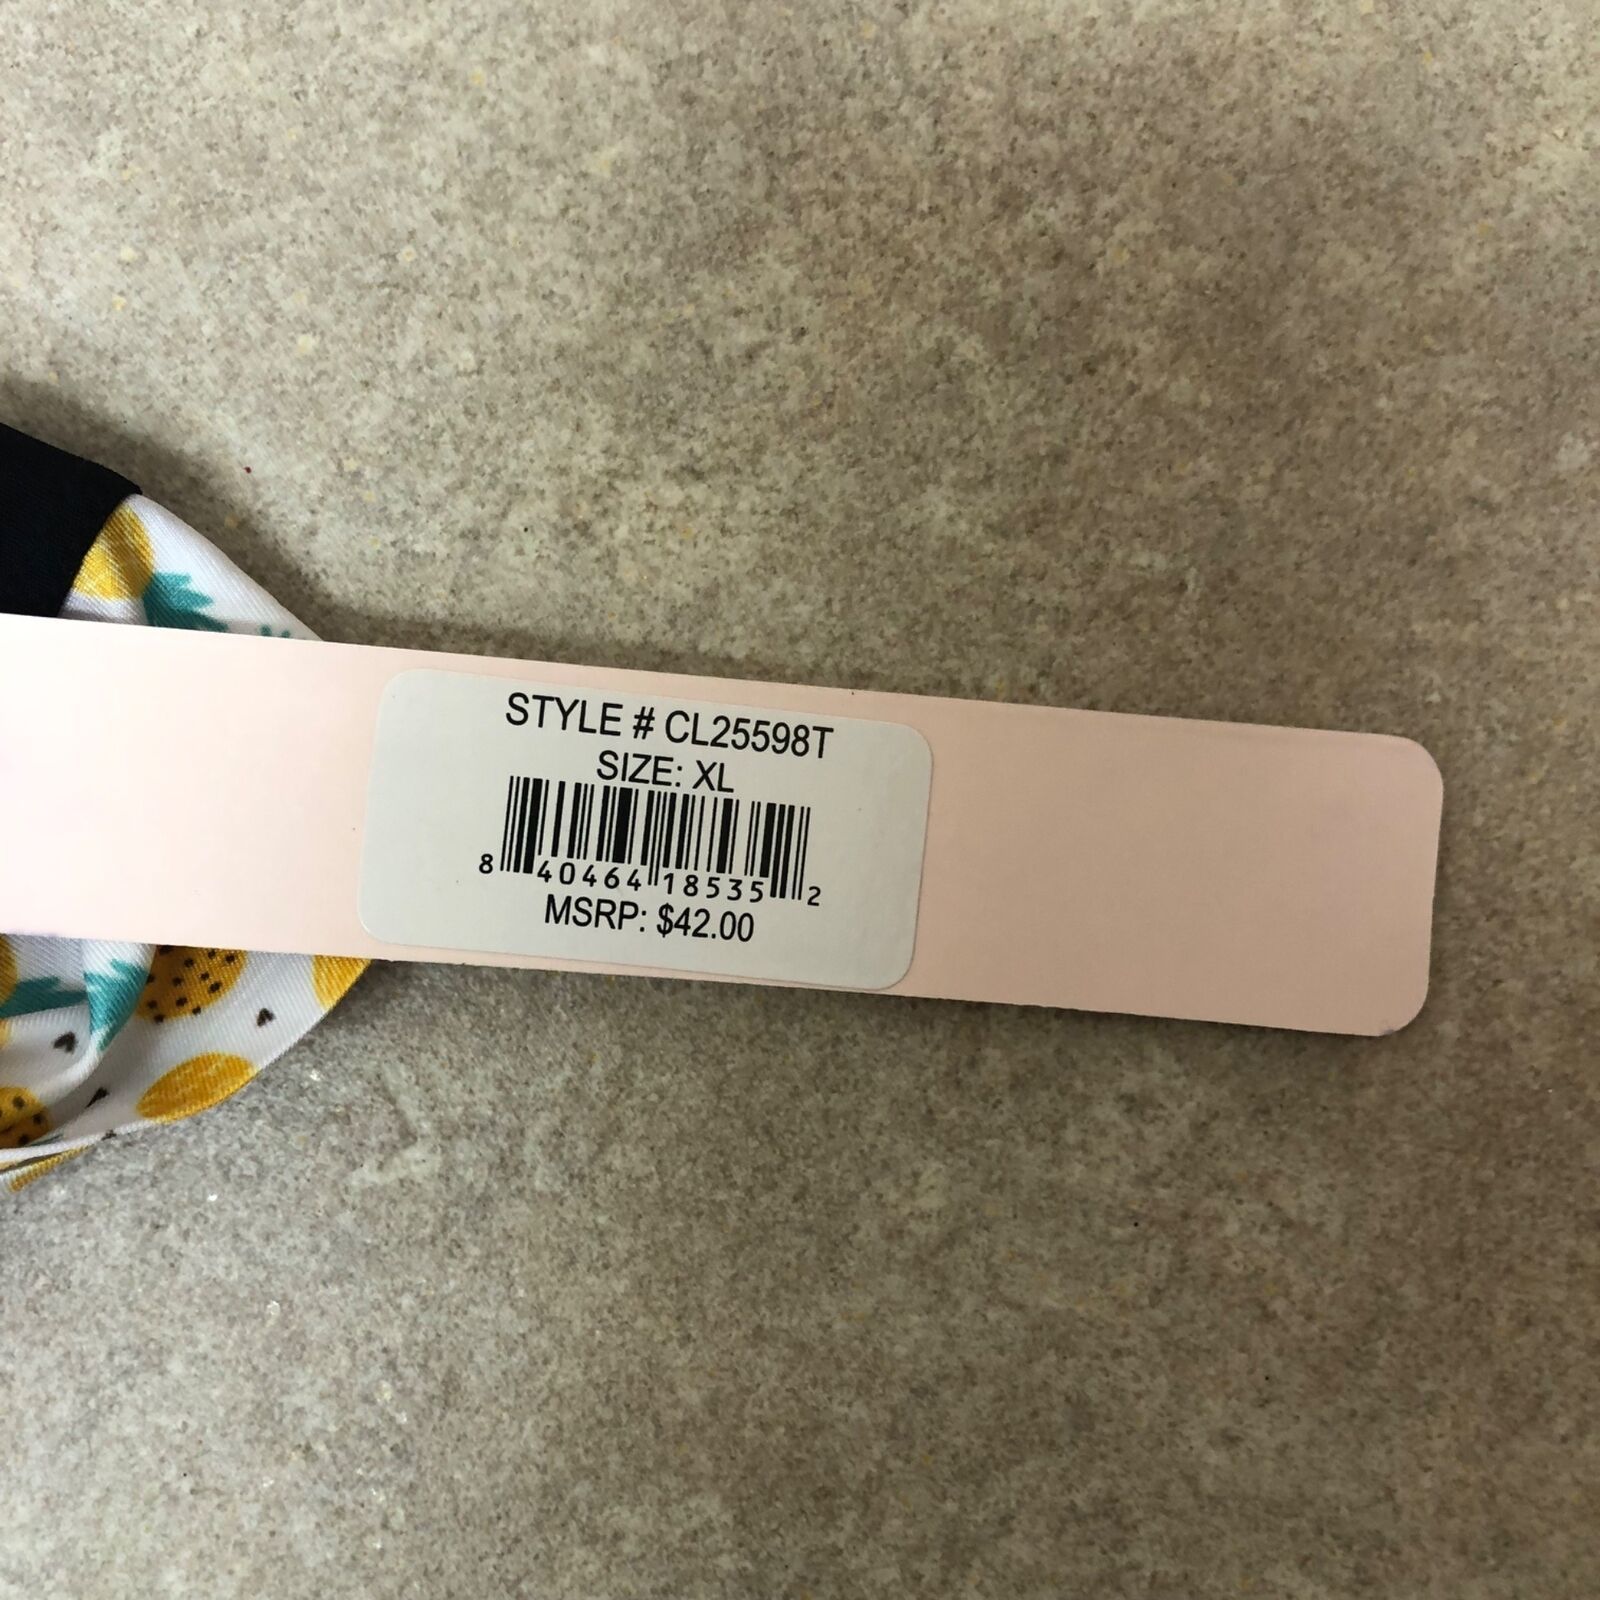 STYLE # CL25598T
SIZE: XL
8 40464 18535 2
MSRP: $42.00